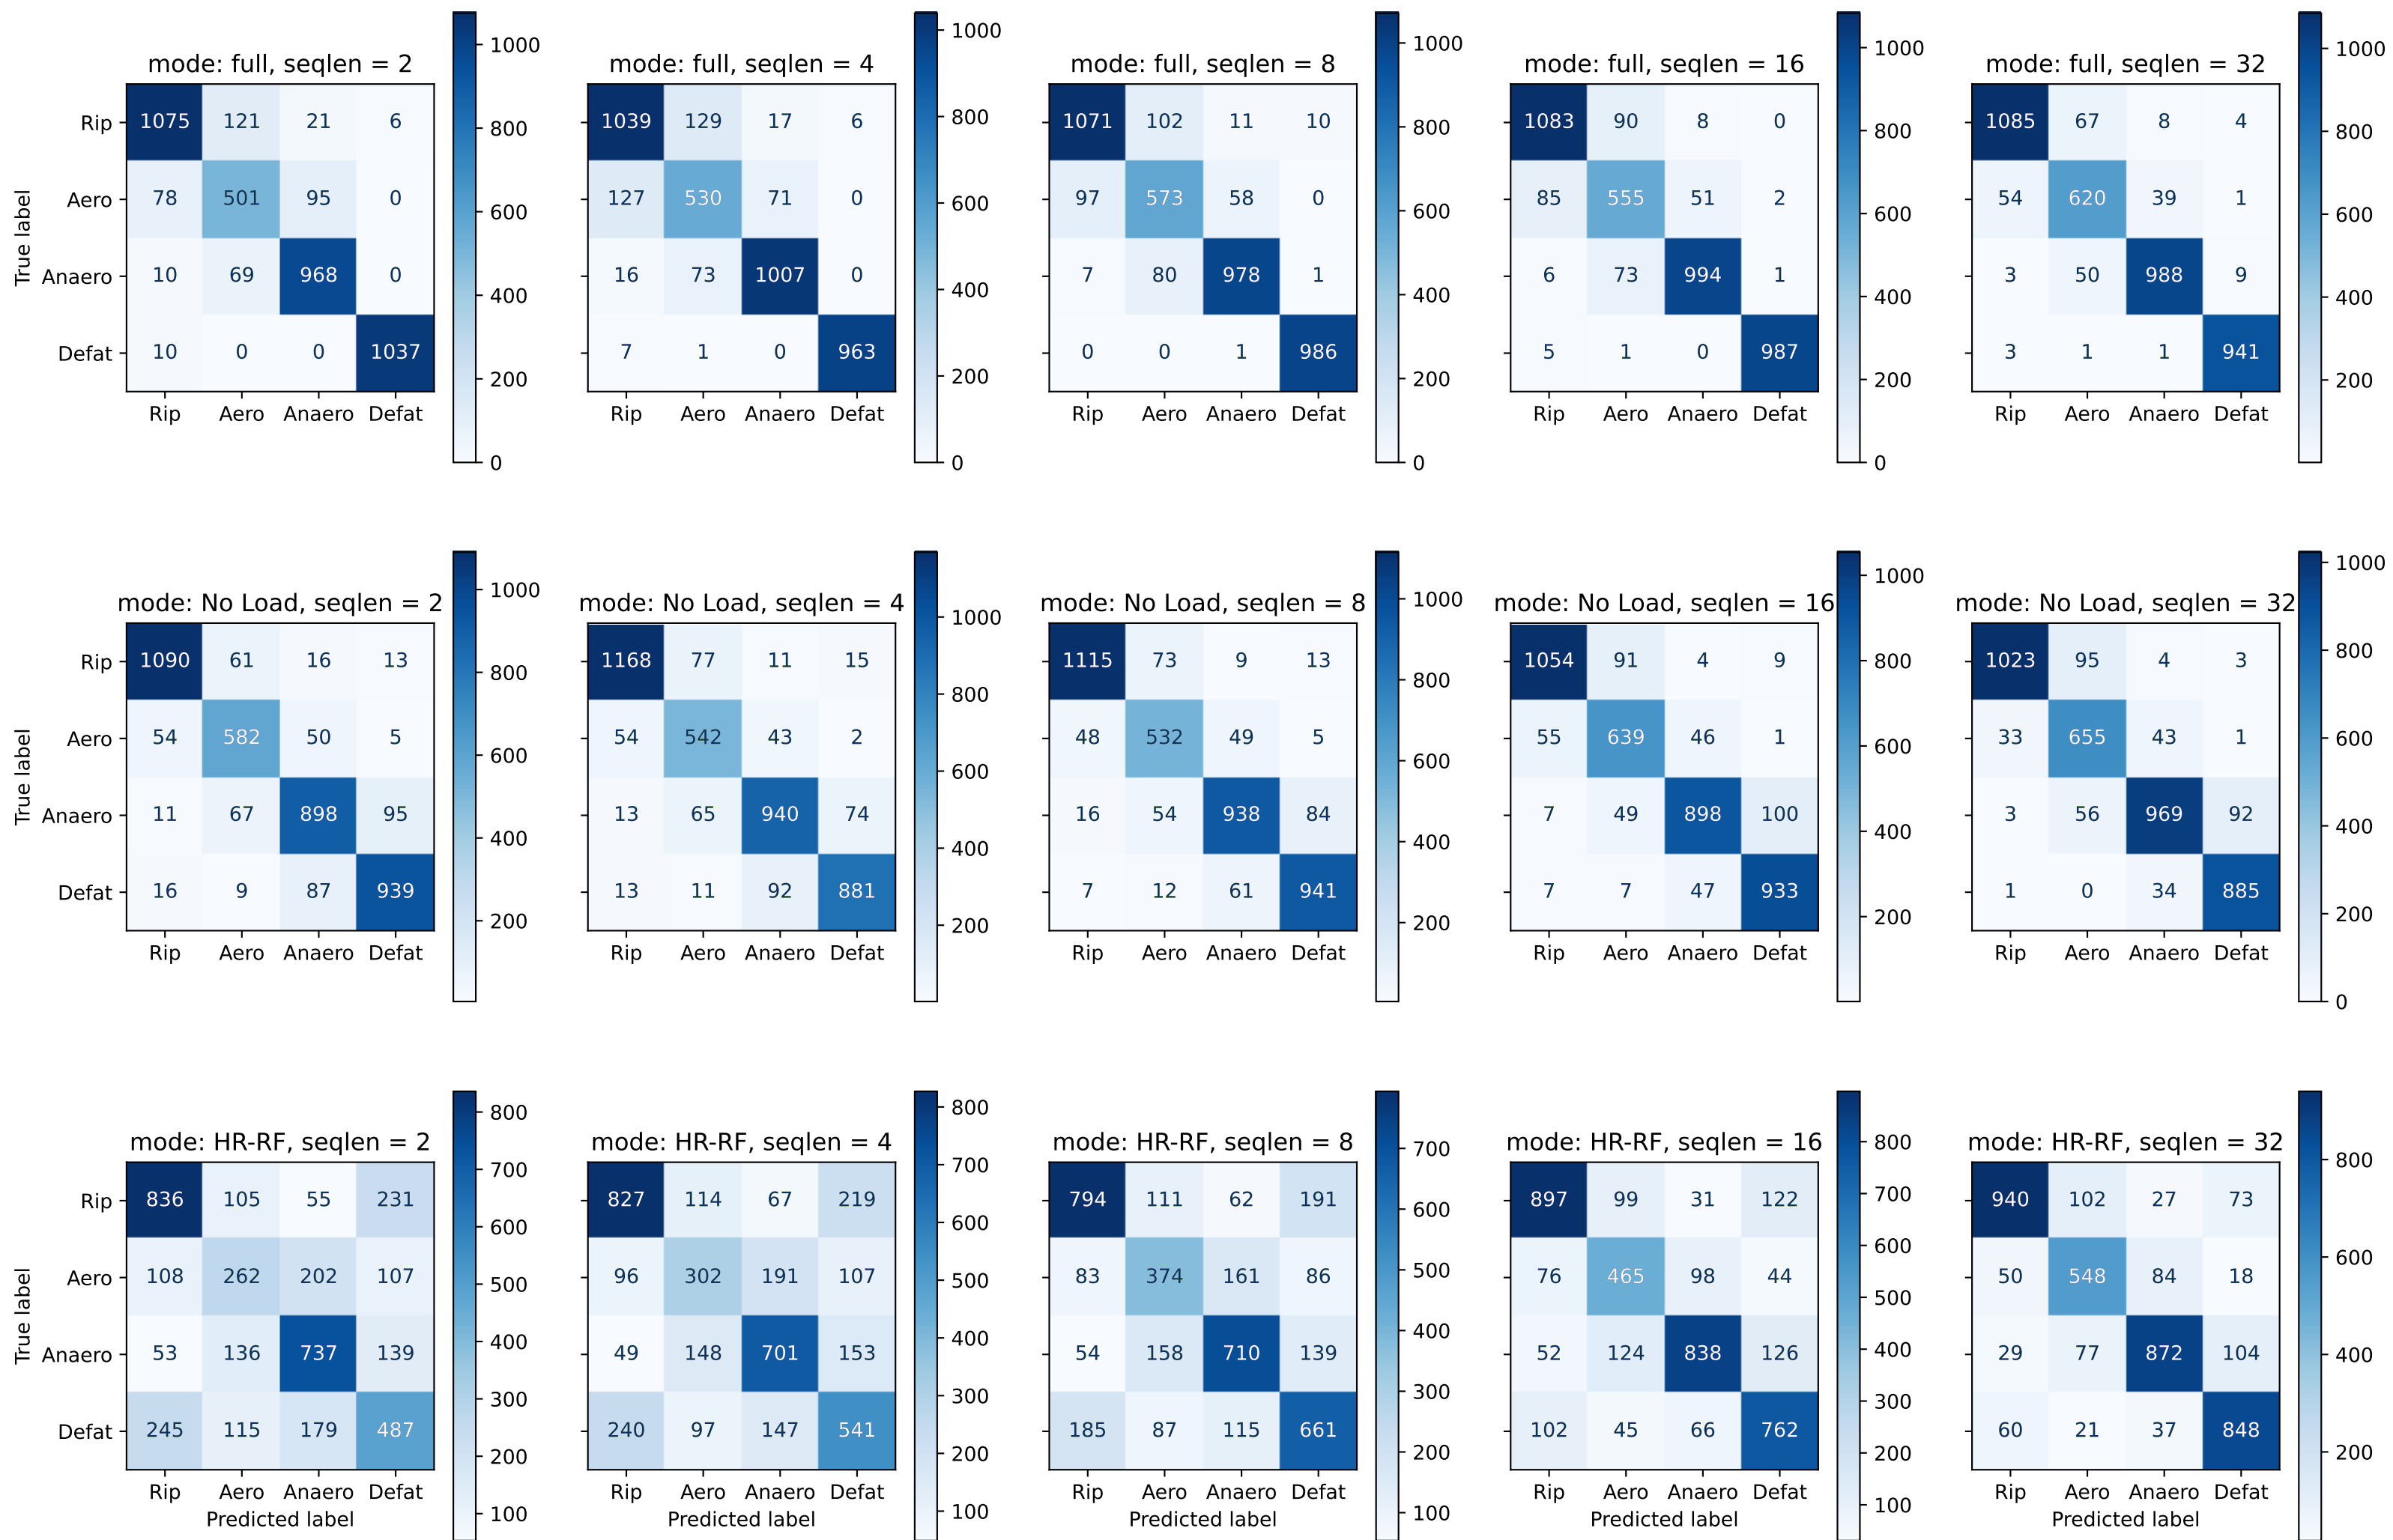 mode: full, seqlen = 2
mode: full, seqlen = 4
mode: full, seqlen = 8
mode: full, seqlen = 16
mode: full, seqlen = 32
True label
Rip 1075 121 21 6
Aero 78 501 95 0
Anaero 10 69 968 0
Defat 10 0 0 1037
Rip Aero Anaero Defat
1000
800
600
400
200
0
1039 129 17 6
127 530 71 0
16 73 1007 0
7 1 0 963
Rip Aero Anaero Defat
1000
800
600
400
200
0
1071 102 11 10
97 573 58 0
7 80 978 1
0 0 1 986
Rip Aero Anaero Defat
1000
800
600
400
200
0
1083 90 8 0
85 555 51 2
6 73 994 1
5 1 0 987
Rip Aero Anaero Defat
1000
800
600
400
200
0
1085 67 8 4
54 620 39 1
3 50 988 9
3 1 1 941
Rip Aero Anaero Defat
1000
800
600
400
200
mode: No Load, seqlen = 2
mode: No Load, seqlen = 4
mode: No Load, seqlen = 8
mode: No Load, seqlen = 16
mode: No Load, seqlen = 32
True label
Rip 1090 61 16 13
Aero 54 582 50 5
Anaero 11 67 898 95
Defat 16 9 87 939
Rip Aero Anaero Defat
1000
800
600
400
200
1168 77 11 15
54 542 43 2
13 65 940 74
13 11 92 881
Rip Aero Anaero Defat
1000
800
600
400
200
1115 73 9 13
48 532 49 5
16 54 938 84
7 12 61 941
Rip Aero Anaero Defat
1000
800
600
400
200
1054 91 4 9
55 639 46 1
7 49 898 100
7 7 47 933
Rip Aero Anaero Defat
1000
800
600
400
200
1023 95 4 3
33 655 43 1
3 56 969 92
1 0 34 885
Rip Aero Anaero Defat
1000
800
600
400
200
0
mode: HR-RF, seqlen = 2
mode: HR-RF, seqlen = 4
mode: HR-RF, seqlen = 8
mode: HR-RF, seqlen = 16
mode: HR-RF, seqlen = 32
True label
Rip 836 105 55 231
Aero 108 262 202 107
Anaero 53 136 737 139
Defat 245 115 179 487
Rip Aero Anaero Defat
Predicted label
800
700
600
500
400
300
200
100
827 114 67 219
96 302 191 107
49 148 701 153
240 97 147 541
Rip Aero Anaero Defat
Predicted label
800
700
600
500
400
300
200
100
794 111 62 191
83 374 161 86
54 158 710 139
185 87 115 661
Rip Aero Anaero Defat
Predicted label
700
600
500
400
300
200
100
897 99 31 122
76 465 98 44
52 124 838 126
102 45 66 762
Rip Aero Anaero Defat
Predicted label
800
700
600
500
400
300
200
100
940 102 27 73
50 548 84 18
29 77 872 104
60 21 37 848
Rip Aero Anaero Defat
Predicted label
800
600
400
200